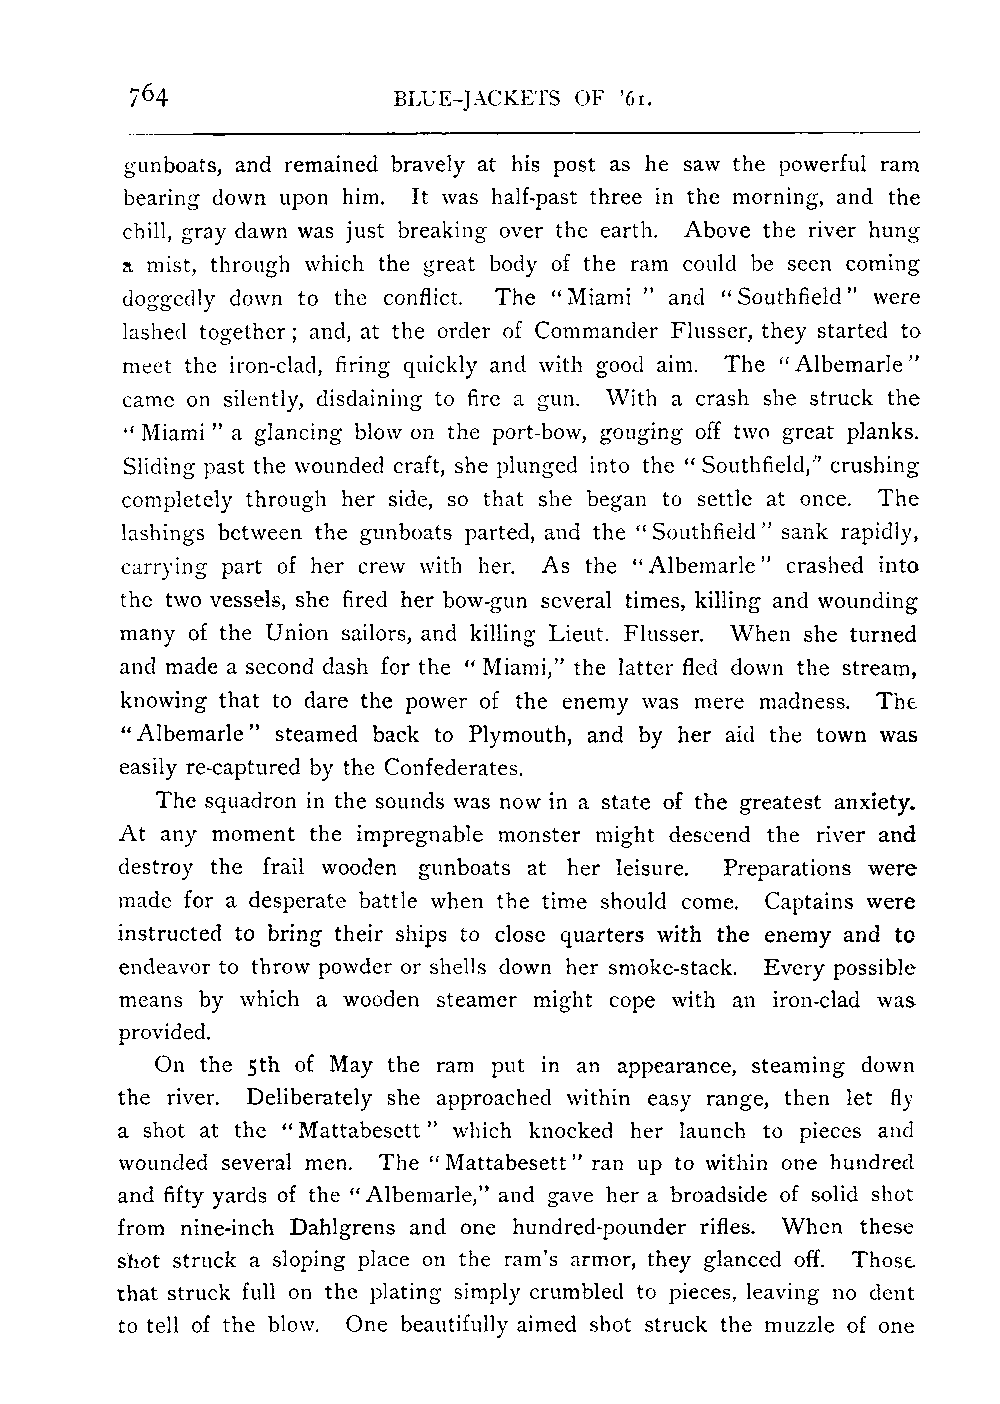 764 BLUE-JACKETS OF '61.
gunboats, and remained bravely at his post as he saw the powerful ram
bearing down upon him. It was half-past three in the morning, and the
chill, gray dawn was just breaking over the earth. Above the river hung
a mist, through which the great body of the ram could be seen coming
doggedly down to the conflict. The "Miami" and "Southfield" were
lashed together; and, at the order of Commander Flusser, they started to
meet the iron-clad, firing quickly and with good aim. The "Albemarle"
came on silently, disdaining to fire a gun. With a crash she struck the
"Miami" a glancing blow on the port-bow, gouging off two great planks.
Sliding past the wounded craft, she plunged into the "Southfield," crushing
completely through her side, so that she began to settle at once. The
lashings between the gunboats parted, and the "Southfield" sank rapidly,
carrying part of her crew with her. As the "Albemarle" crashed into
the two vessels, she fired her bow-gun several times, killing and wounding
many of the Union sailors, and killing Lieut. Flusser. When she turned
and made a second dash for the "Miami," the latter fled down the stream,
knowing that to dare the power of the enemy was mere madness. The
"Albemarle" steamed back to Plymouth, and by her aid the town was
easily re-captured by the Confederates.
The squadron in the sounds was now in a state of the greatest anxiety.
At any moment the impregnable monster might descend the river and
destroy the frail wooden gunboats at her leisure. Preparations were
made for a desperate battle when the time should come. Captains were
instructed to bring their ships to close quarters with the enemy and to
endeavor to throw powder or shells down her smoke-stack. Every possible
means by which a wooden steamer might cope with an iron-clad was
provided.
On the 5th of May the ram put in an appearance, steaming down
the river. Deliberately she approached within easy range, then let fly
a shot at the "Mattabesett" which knocked her launch to pieces and
wounded several men. The "Mattabesett" ran up to within one hundred
and fifty yards of the "Albemarle," and gave her a broadside of solid shot
from nine-inch Dahlgrens and one hundred-pounder rifles. When these
shot struck a sloping place on the ram's armor, they glanced off. Those
that struck full on the plating simply crumbled to pieces, leaving no dent
to tell of the blow. One beautifully aimed shot struck the muzzle of one